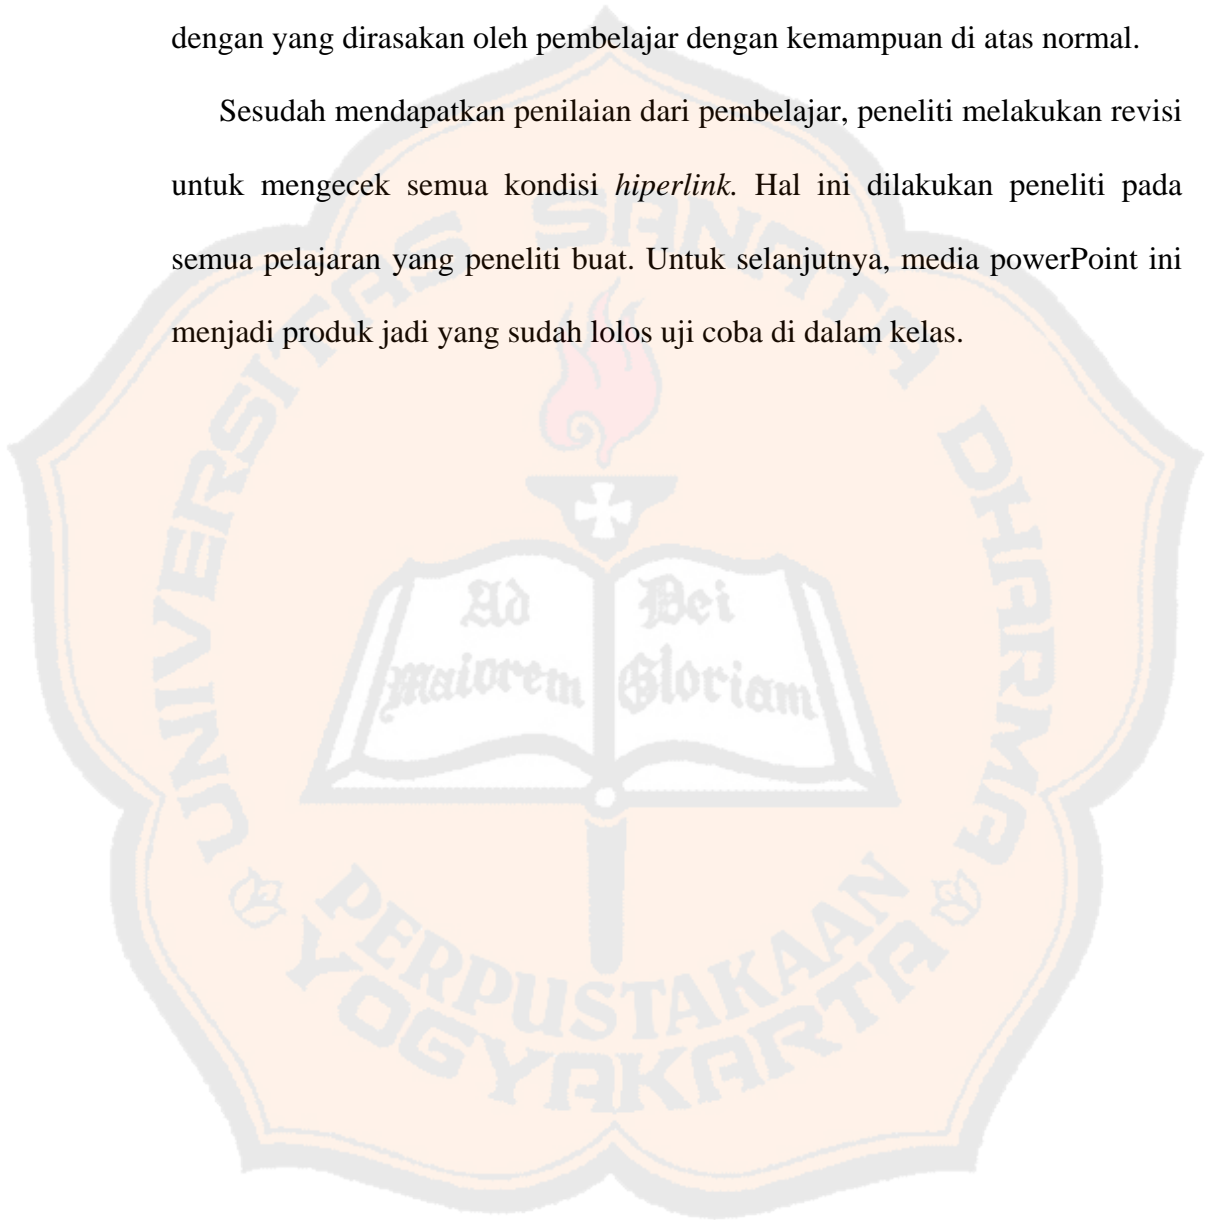 dengan yang dirasakan oleh pembelajar dengan kemampuan di atas normal.
Sesudah mendapatkan penilaian dari pembelajar, peneliti melakukan revisi
untuk mengecek semua kondisi hiperlink. Hal ini dilakukan peneliti pada
semua pelajaran yang peneliti buat. Untuk selanjutnya, media powerPoint ini
menjadi produk jadi yang sudah lolos uji coba di dalam kelas.
UNIVERSITAS SANATA DHARMA
Ad Dei
maiorem Gloriam
PERPUSTAKAAN
YOGYAKARTA